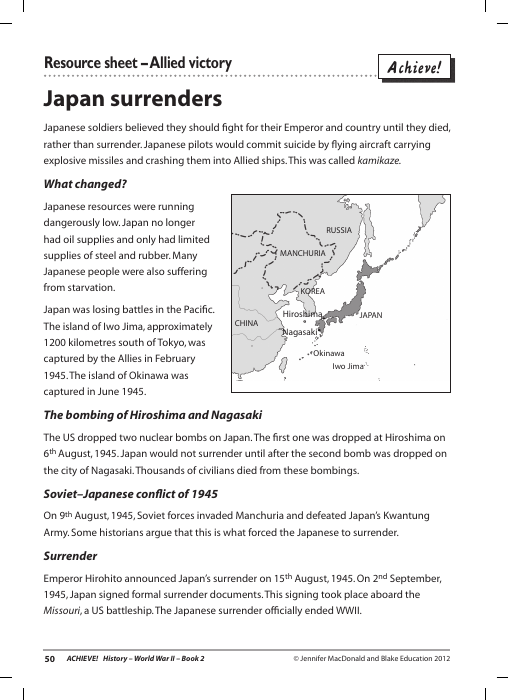 Resource sheet – Allied victory
Achieve!
Japan surrenders
Japanese soldiers believed they should fight for their Emperor and country until they died,
rather than surrender. Japanese pilots would commit suicide by flying aircraft carrying
explosive missiles and crashing them into Allied ships. This was called kamikaze.
What changed?
Japanese resources were running
dangerously low. Japan no longer
had oil supplies and only had limited
supplies of steel and rubber. Many
Japanese people were also suffering
from starvation.
Japan was losing battles in the Pacific.
The island of Iwo Jima, approximately
1200 kilometres south of Tokyo, was
captured by the Allies in February
1945. The island of Okinawa was
captured in June 1945.
RUSSIA
MANCHURIA
KOREA
Hiroshima
JAPAN
CHINA
Nagasaki
Okinawa
Iwo Jima
The bombing of Hiroshima and Nagasaki
The US dropped two nuclear bombs on Japan. The first one was dropped at Hiroshima on
6th August, 1945. Japan would not surrender until after the second bomb was dropped on
the city of Nagasaki. Thousands of civilians died from these bombings.
Soviet–Japanese conflict of 1945
On 9th August, 1945, Soviet forces invaded Manchuria and defeated Japan's Kwantung
Army. Some historians argue that this is what forced the Japanese to surrender.
Surrender
Emperor Hirohito announced Japan's surrender on 15th August, 1945. On 2nd September,
1945, Japan signed formal surrender documents. This signing took place aboard the
Missouri, a US battleship. The Japanese surrender officially ended WWII.
50 ACHIEVE! History – World War II – Book 2
© Jennifer MacDonald and Blake Education 2012